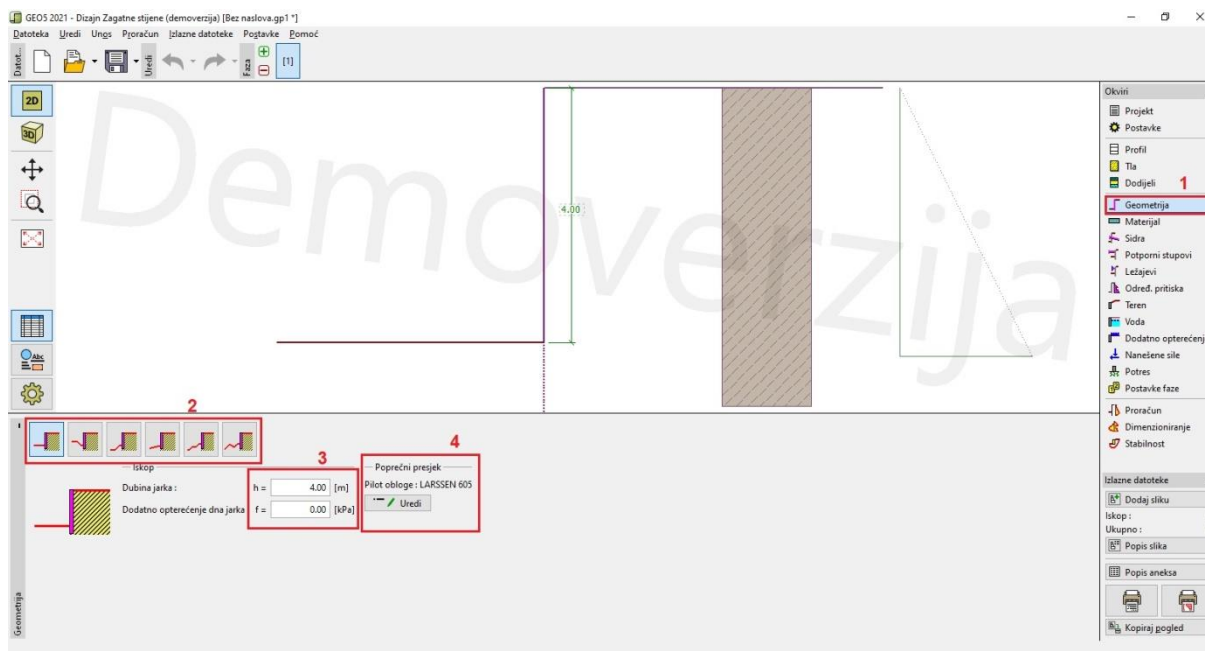 GEO5 2021 - Dizajn Zagatne stijene (demoverzija) [Bez naslova.gp1 *]
Datoteka Uredi Unos Proračun Izlazne datoteke Postavke Pomoć
Datot...
Uredi
Faza
[1]
2D
3D
Abc
Demoverzija
4.00
Okviri
Projekt
Postavke
Profil
Tla
Dodijeli
1
Geometrija
Materijal
Sidra
Potporni stupovi
Ležajevi
Određ. pritiska
Teren
Voda
Dodatno opterećenj
Nanešene sile
Potres
Postavke faze
Proračun
Dimenzioniranje
Stabilnost
2
Iskop
3
Dubina jarka : h = 4.00 [m]
Dodatno opterećenje dna jarka f = 0.00 [kPa]
4
Poprečni presjek
Pilot obloge : LARSSEN 605
Uredi
Geometrija
Izlazne datoteke
Dodaj sliku
Iskop :
Ukupno :
Popis slika
Popis aneksa
Kopiraj pogled